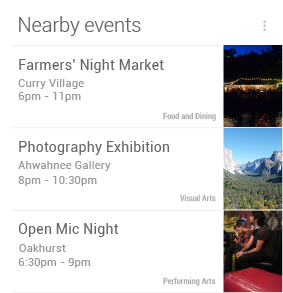 Nearby events
Farmers' Night Market
Curry Village
6pm - 11pm
Food and Dining
Photography Exhibition
Ahwahnee Gallery
8pm - 10:30pm
Visual Arts
Open Mic Night
Oakhurst
6:30pm - 9pm
Performing Arts